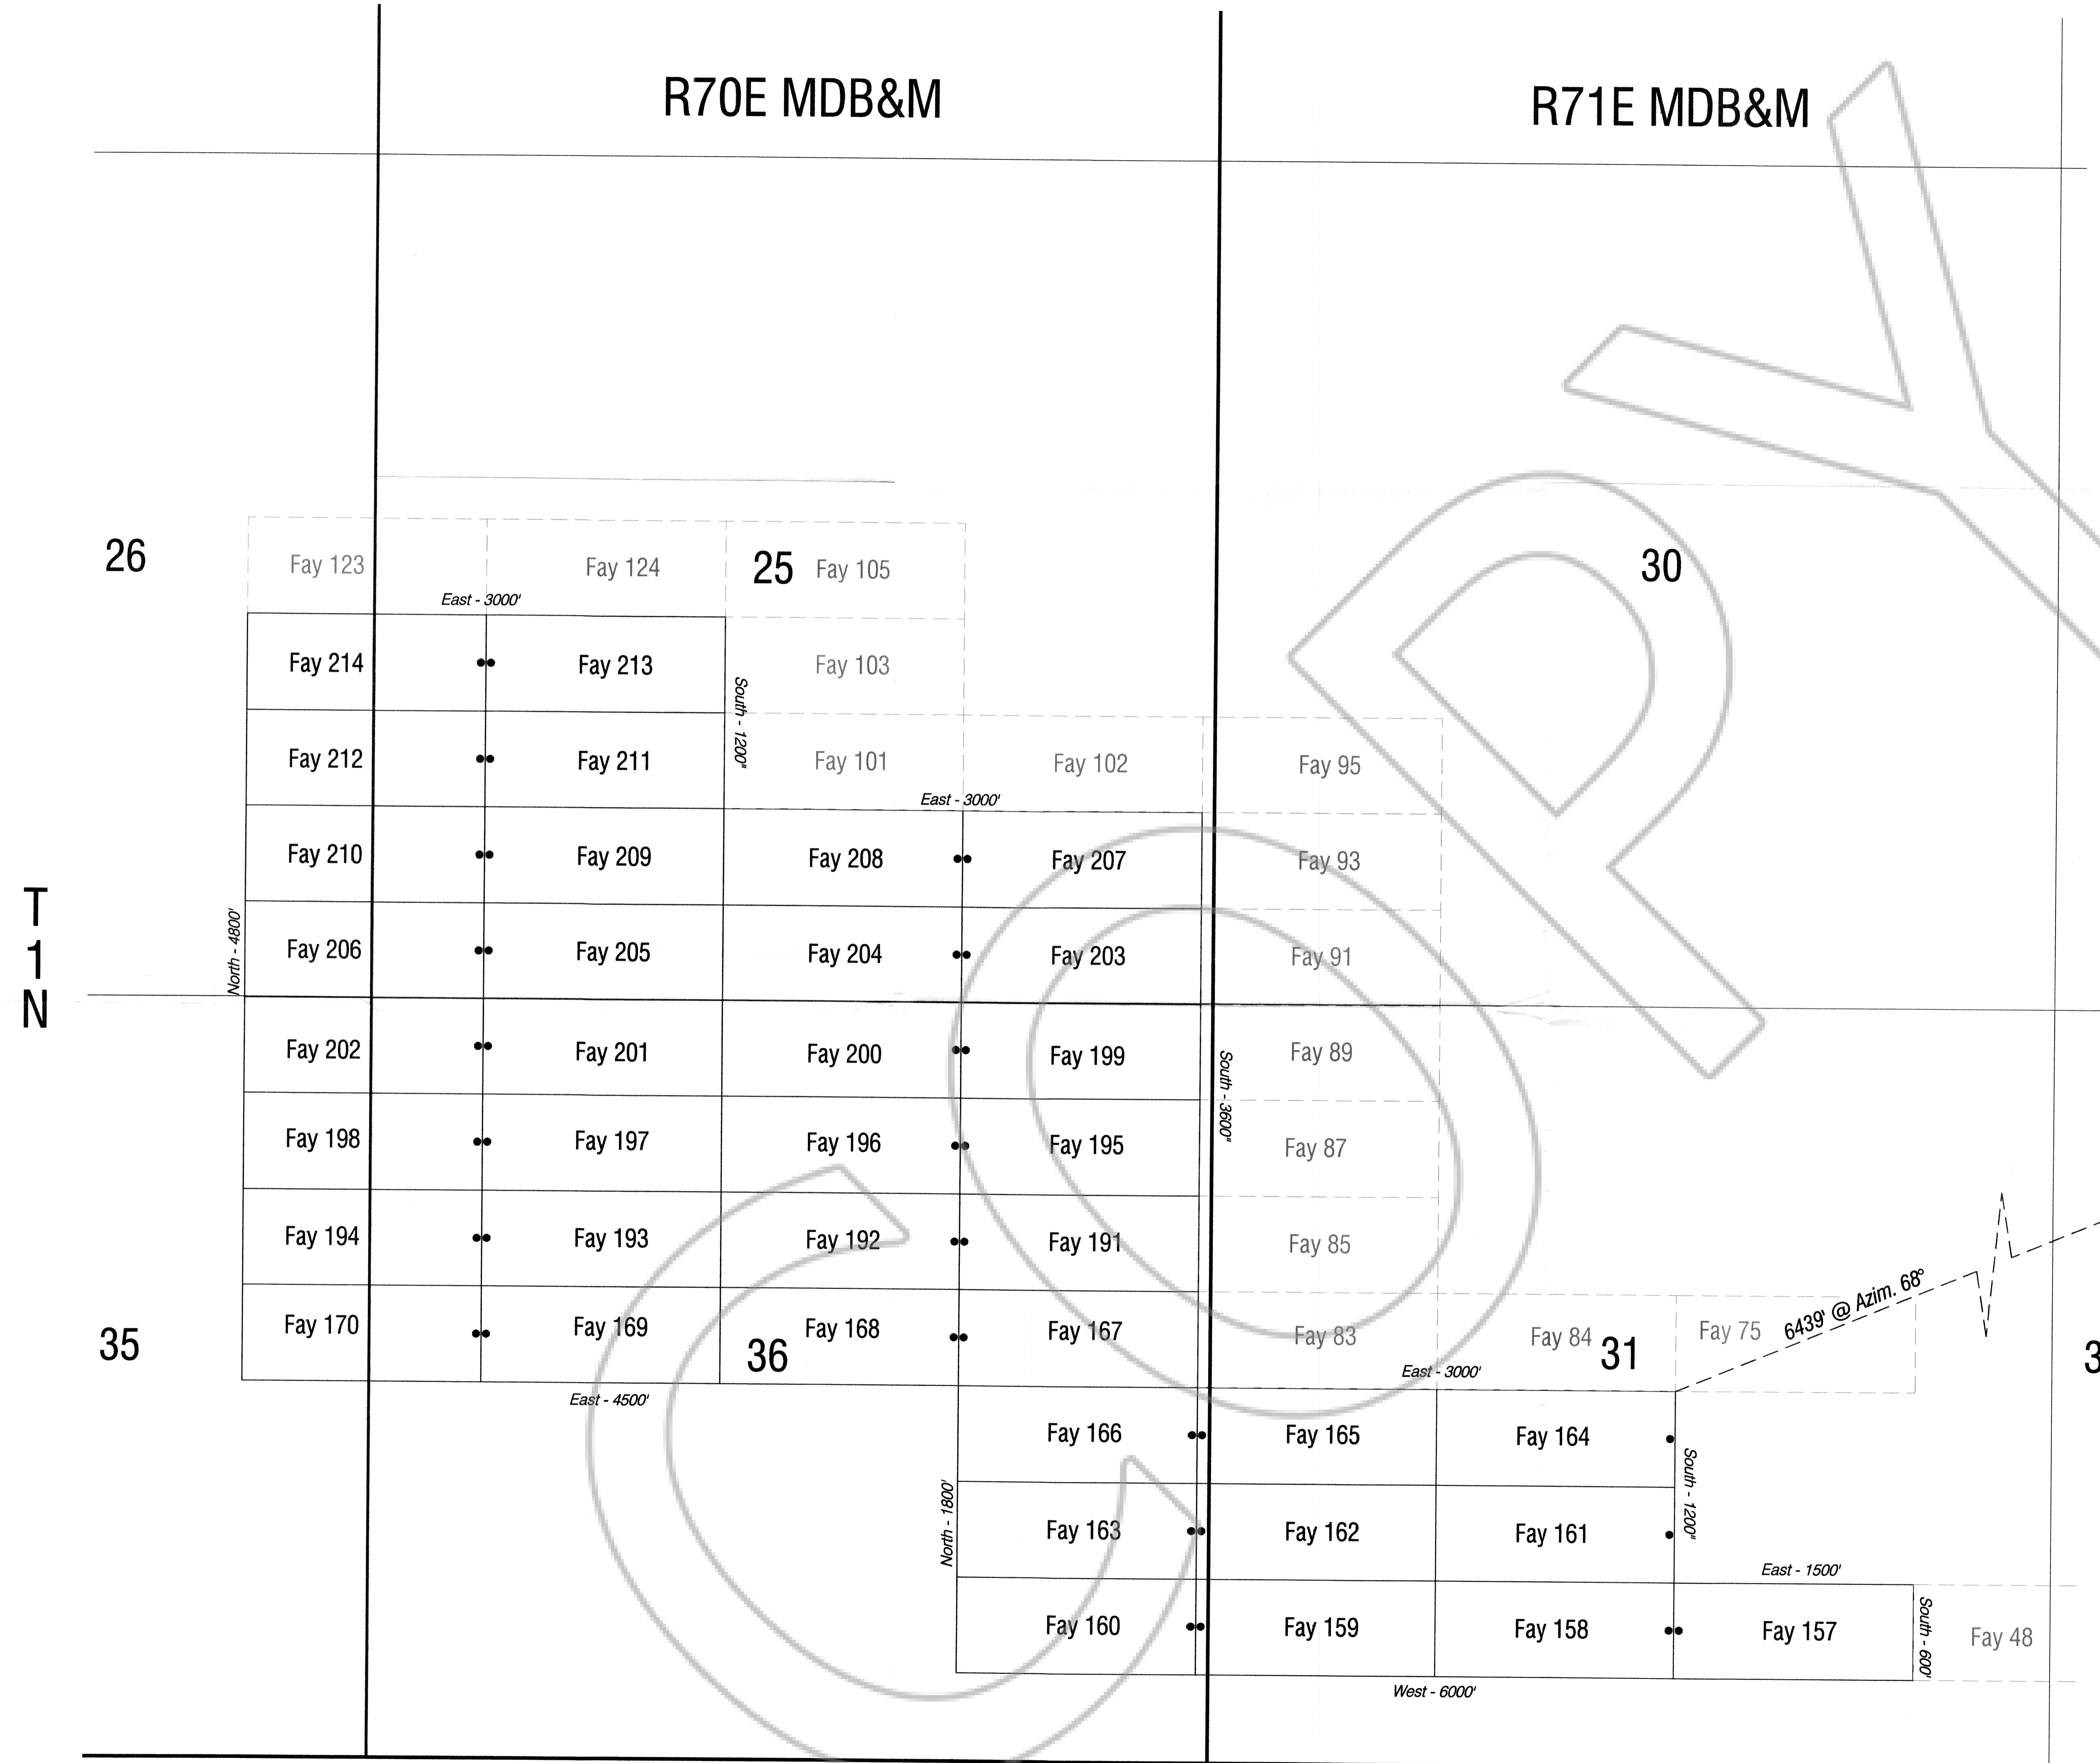 R70E MDB&M
R71E MDB&M
26
Fay 123
Fay 124
25
Fay 105
30
East - 3000'
Fay 214
Fay 213
Fay 103
South - 1200"
Fay 212
Fay 211
Fay 101
Fay 102
Fay 95
East - 3000'
Fay 210
Fay 209
Fay 208
Fay 207
Fay 93
T
1
N
North - 4800'
Fay 206
Fay 205
Fay 204
Fay 203
Fay 91
Fay 202
Fay 201
Fay 200
Fay 199
South - 3600"
Fay 89
Fay 198
Fay 197
Fay 196
Fay 195
Fay 87
Fay 194
Fay 193
Fay 192
Fay 191
Fay 85
35
Fay 170
Fay 169
36
Fay 168
Fay 167
Fay 83
Fay 84
31
Fay 75
6439' @ Azim. 68°
3
East - 3000'
East - 4500'
Fay 166
Fay 165
Fay 164
South - 1200"
North - 1800'
Fay 163
Fay 162
Fay 161
East - 1500'
Fay 160
Fay 159
Fay 158
Fay 157
South - 600'
Fay 48
West - 6000'
COPY